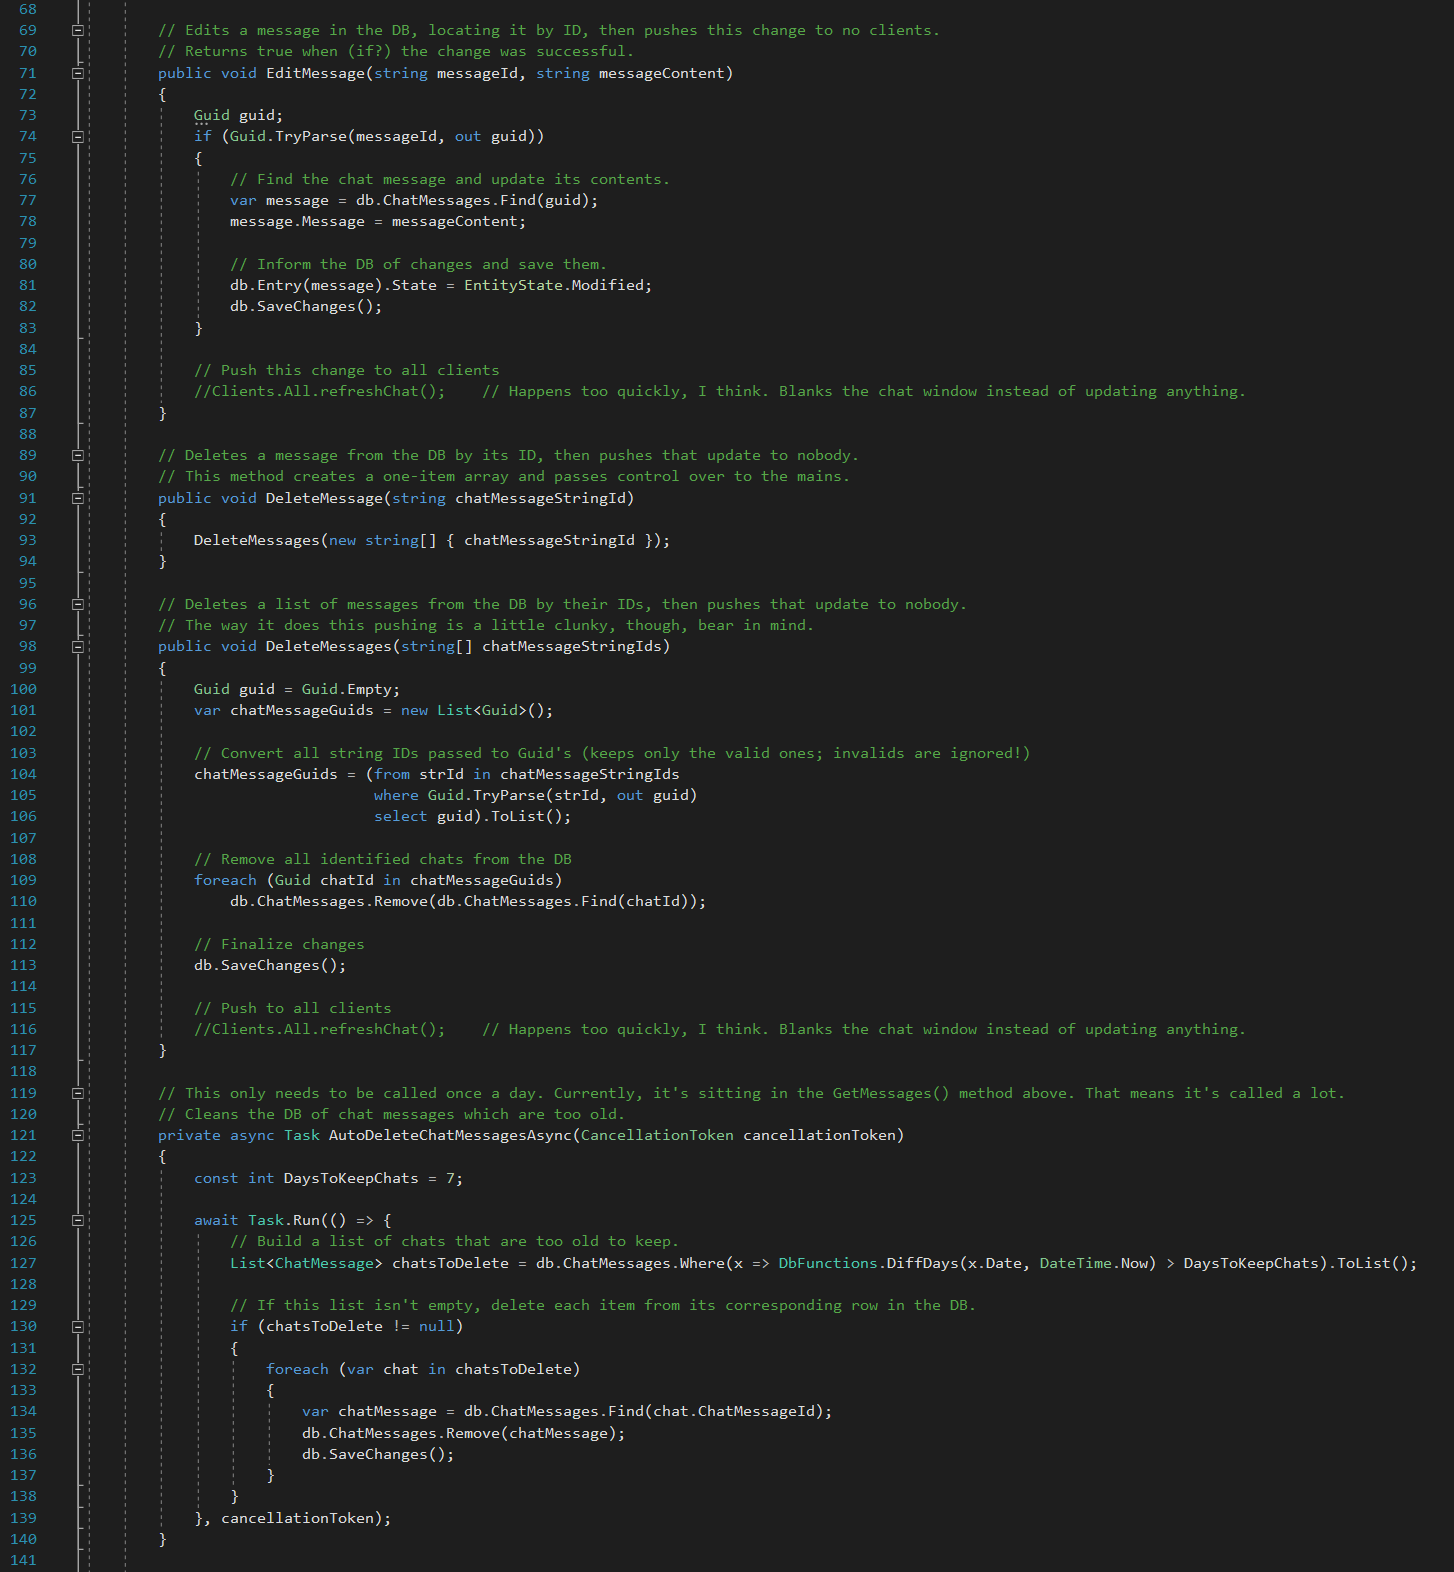 68
69 // Edits a message in the DB, locating it by ID, then pushes this change to no clients.
70 // Returns true when (if?) the change was successful.
71 public void EditMessage(string messageId, string messageContent)
72 {
73 Guid guid;
74 if (Guid.TryParse(messageId, out guid))
75 {
76 // Find the chat message and update its contents.
77 var message = db.ChatMessages.Find(guid);
78 message.Message = messageContent;
79
80 // Inform the DB of changes and save them.
81 db.Entry(message).State = EntityState.Modified;
82 db.SaveChanges();
83 }
84
85 // Push this change to all clients
86 //Clients.All.refreshChat(); // Happens too quickly, I think. Blanks the chat window instead of updating anything.
87 }
88
89 // Deletes a message from the DB by its ID, then pushes that update to nobody.
90 // This method creates a one-item array and passes control over to the mains.
91 public void DeleteMessage(string chatMessageStringId)
92 {
93 DeleteMessages(new string[] { chatMessageStringId });
94 }
95
96 // Deletes a list of messages from the DB by their IDs, then pushes that update to nobody.
97 // The way it does this pushing is a little clunky, though, bear in mind.
98 public void DeleteMessages(string[] chatMessageStringIds)
99 {
100 Guid guid = Guid.Empty;
101 var chatMessageGuids = new List<Guid>();
102
103 // Convert all string IDs passed to Guid's (keeps only the valid ones; invalids are ignored!)
104 chatMessageGuids = (from strId in chatMessageStringIds
105 where Guid.TryParse(strId, out guid)
106 select guid).ToList();
107
108 // Remove all identified chats from the DB
109 foreach (Guid chatId in chatMessageGuids)
110 db.ChatMessages.Remove(db.ChatMessages.Find(chatId));
111
112 // Finalize changes
113 db.SaveChanges();
114
115 // Push to all clients
116 //Clients.All.refreshChat(); // Happens too quickly, I think. Blanks the chat window instead of updating anything.
117 }
118
119 // This only needs to be called once a day. Currently, it's sitting in the GetMessages() method above. That means it's called a lot.
120 // Cleans the DB of chat messages which are too old.
121 private async Task AutoDeleteChatMessagesAsync(CancellationToken cancellationToken)
122 {
123 const int DaysToKeepChats = 7;
124
125 await Task.Run(() => {
126 // Build a list of chats that are too old to keep.
127 List<ChatMessage> chatsToDelete = db.ChatMessages.Where(x => DbFunctions.DiffDays(x.Date, DateTime.Now) > DaysToKeepChats).ToList();
128
129 // If this list isn't empty, delete each item from its corresponding row in the DB.
130 if (chatsToDelete != null)
131 {
132 foreach (var chat in chatsToDelete)
133 {
134 var chatMessage = db.ChatMessages.Find(chat.ChatMessageId);
135 db.ChatMessages.Remove(chatMessage);
136 db.SaveChanges();
137 }
138 }
139 }, cancellationToken);
140 }
141